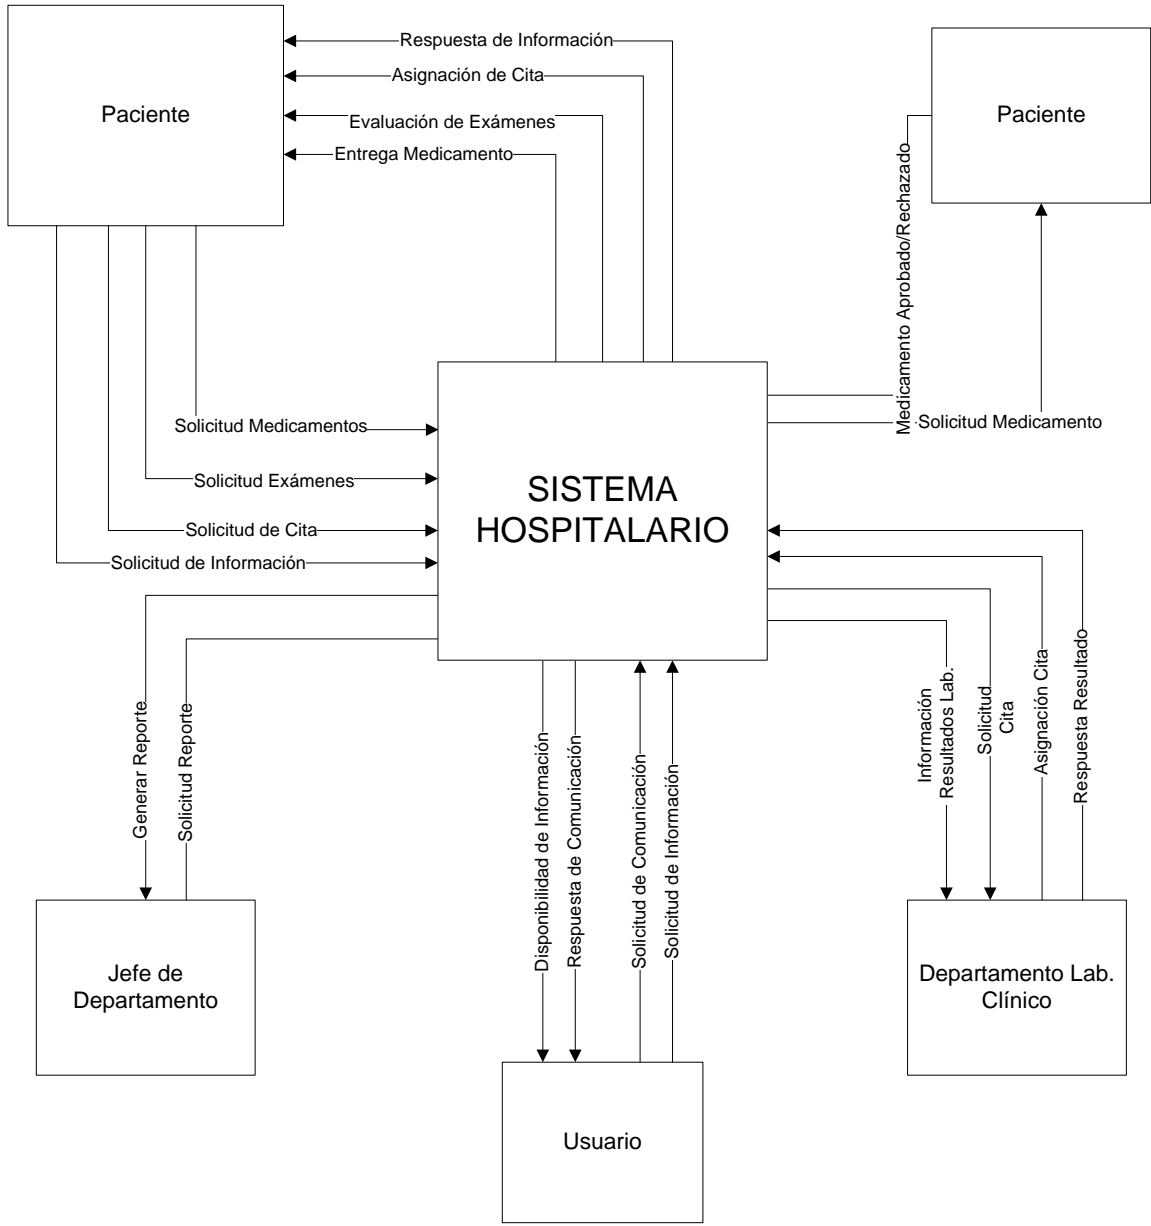 Respuesta de Información
Asignación de Cita
Paciente
Paciente
Evaluación de Exámenes
Entrega Medicamento
Medicamento Aprobado/Rechazado
Solicitud Medicamentos
Solicitud Medicamento
Solicitud Exámenes
SISTEMA
HOSPITALARIO
Solicitud de Cita
Solicitud de Información
Generar Reporte
Solicitud Reporte
Disponibilidad de Información
Respuesta de Comunicación
Solicitud de Comunicación
Solicitud de Información
Información
Resultados Lab.
Solicitud
Cita
Asignación Cita
Respuesta Resultado
Jefe de
Departamento
Departamento Lab.
Clínico
Usuario